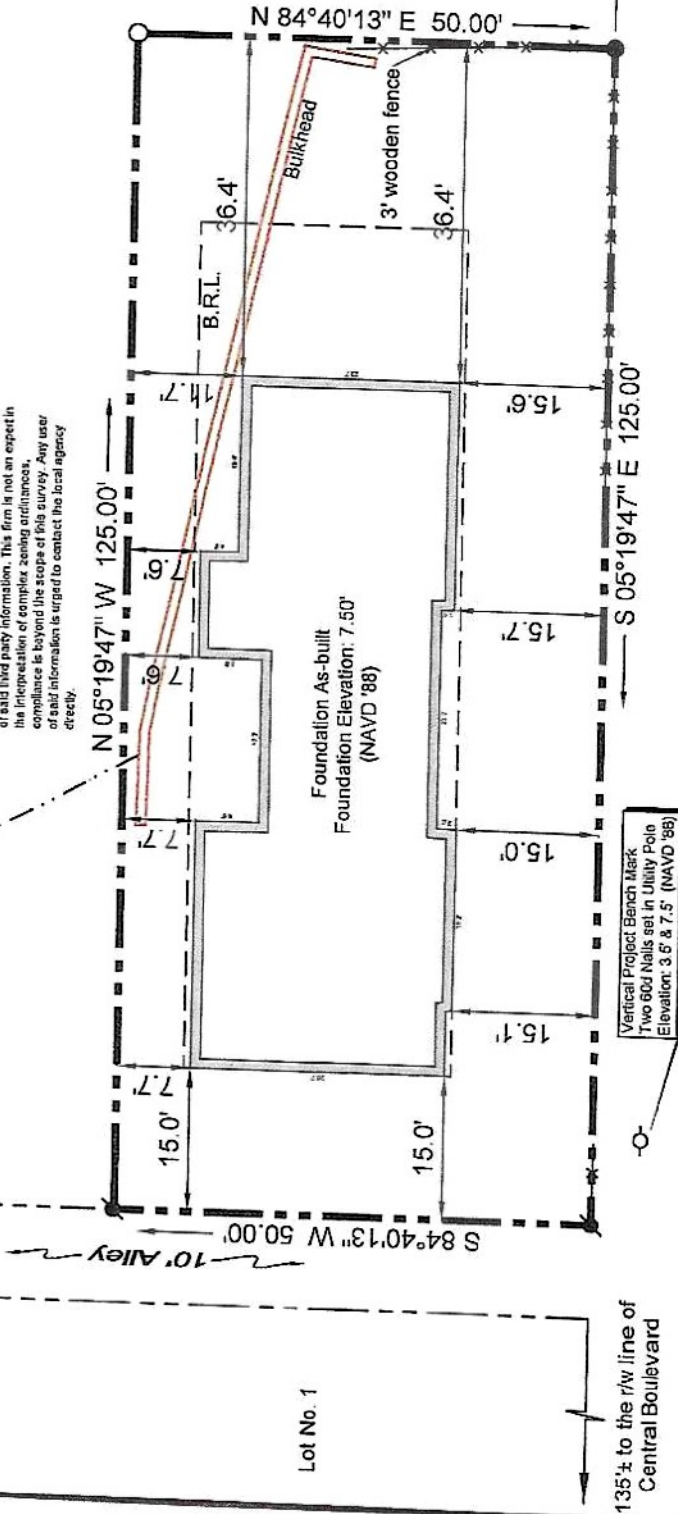 N 84°40'13" E 50.00'
of said third party information. This firm is not an expert in
the interpretation of complex zoning ordinances,
compliance is beyond the scope of this survey. Any user
of said information is urged to contact the local agency
directly.
N 05°19'47" W 125.00'
Bulkhead
3' wooden fence
36.4'
36.4'
B.R.L.
11.7'
7.6'
7.6'
7.7'
7.7'
15.6'
15.7'
15.0'
15.1'
15.0'
15.0'
Foundation As-built
Foundation Elevation: 7.50'
(NAVD '88)
S 05°19'47" E 125.00'
S 84°40'13" W 50.00'
10' Alley
Vertical Project Bench Mark
Two 60d Nails set in Utility Pole
Elevation: 3.5' & 7.5' (NAVD '88)
Lot No. 1
135'± to the r/w line of
Central Boulevard